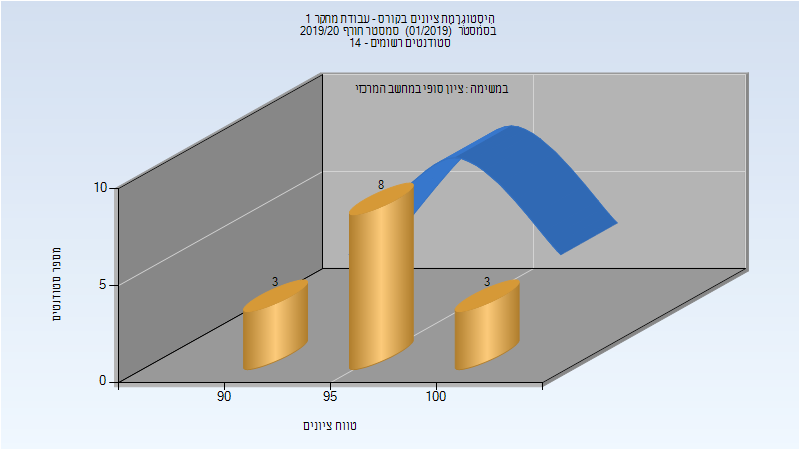 היסטוגרמת ציונים בקורס - עבודת מחקר 1
בסמסטר (01/2019) סמסטר חורף 2019/20
סטודנטים רשומים - 14
במשימה : ציון סופי במחשב המרכזי
10
5
0
8
3
3
90
95
100
מספר סטודנטים
טווח ציונים